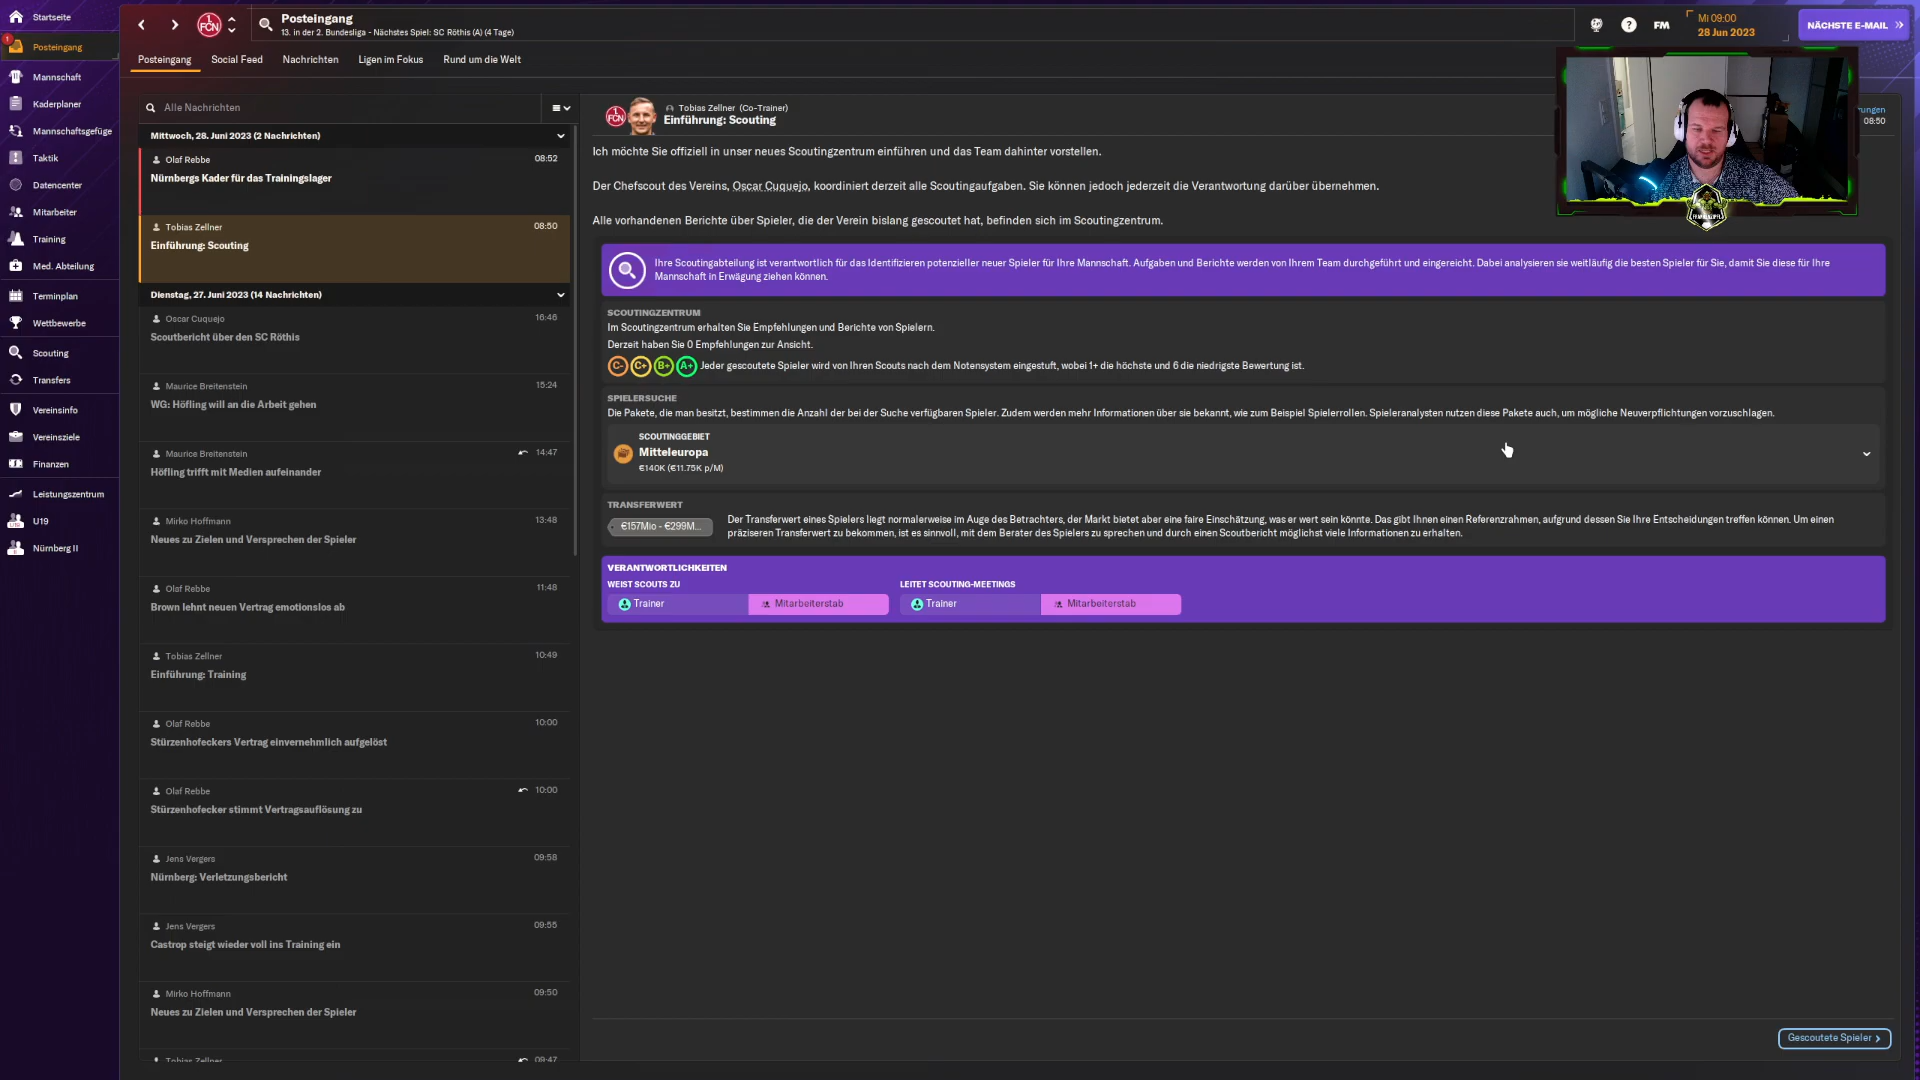 Startseite
Posteingang
Mannschaft
Kaderplaner
Mannschaftsgefüge
Taktik
Datencenter
Mitarbeiter
Training
Med. Abteilung
Terminplan
Wettbewerbe
Scouting
Transfers
Vereinsinfo
Vereinsziele
Finanzen
Leistungszentrum
U19
Nürnberg II
Posteingang
13. in der 2. Bundesliga - Nächstes Spiel: SC Röthis (A) (4 Tage)
FM
Mi 09:00
28 Jun 2023
NÄCHSTE E-MAIL
Posteingang Social Feed Nachrichten Ligen im Fokus Rund um die Welt
Alle Nachrichten
Mittwoch, 28. Juni 2023 (2 Nachrichten)
Olaf Rebbe 08:52
Nürnbergs Kader für das Trainingslager
Tobias Zellner 08:50
Einführung: Scouting
Dienstag, 27. Juni 2023 (14 Nachrichten)
Oscar Cuquejo 16:46
Scoutbericht über den SC Röthis
Maurice Breitenstein 15:24
WG: Höfling will an die Arbeit gehen
Maurice Breitenstein 14:47
Höfling trifft mit Medien aufeinander
Mirko Hoffmann 13:48
Neues zu Zielen und Versprechen der Spieler
Olaf Rebbe 11:48
Brown lehnt neuen Vertrag emotionslos ab
Tobias Zellner 10:49
Einführung: Training
Olaf Rebbe 10:00
Stürzenhofeckers Vertrag einvernehmlich aufgelöst
Olaf Rebbe 10:00
Stürzenhofecker stimmt Vertragsauflösung zu
Jens Vergers 09:58
Nürnberg: Verletzungsbericht
Jens Vergers 09:55
Castrop steigt wieder voll ins Training ein
Mirko Hoffmann 09:50
Neues zu Zielen und Versprechen der Spieler
Tobias Zellner 09:47
Tobias Zellner (Co-Trainer)
Einführung: Scouting
08:50
Ich möchte Sie offiziell in unser neues Scoutingzentrum einführen und das Team dahinter vorstellen.
Der Chefscout des Vereins, Oscar Cuquejo, koordiniert derzeit alle Scoutingaufgaben. Sie können jedoch jederzeit die Verantwortung darüber übernehmen.
Alle vorhandenen Berichte über Spieler, die der Verein bislang gescoutet hat, befinden sich im Scoutingzentrum.
Ihre Scoutingabteilung ist verantwortlich für das Identifizieren potenzieller neuer Spieler für Ihre Mannschaft. Aufgaben und Berichte werden von Ihrem Team durchgeführt und eingereicht. Dabei analysieren sie weitläufig die besten Spieler für Sie, damit Sie diese für Ihre
Mannschaft in Erwägung ziehen können.
SCOUTINGZENTRUM
Im Scoutingzentrum erhalten Sie Empfehlungen und Berichte von Spielern.
Derzeit haben Sie 0 Empfehlungen zur Ansicht.
C- C+ B+ A+ Jeder gescoutete Spieler wird von Ihren Scouts nach dem Notensystem eingestuft, wobei 1+ die höchste und 6 die niedrigste Bewertung ist.
SPIELERSUCHE
Die Pakete, die man besitzt, bestimmen die Anzahl der bei der Suche verfügbaren Spieler. Zudem werden mehr Informationen über sie bekannt, wie zum Beispiel Spielerrollen. Spieleranalysten nutzen diese Pakete auch, um mögliche Neuverpflichtungen vorzuschlagen.
SCOUTINGGEBIET
Mitteleuropa
€140K (€11.75K p/M)
TRANSFERWERT
€157Mio - €299M...
Der Transferwert eines Spielers liegt normalerweise im Auge des Betrachters, der Markt bietet aber eine faire Einschätzung, was er wert sein könnte. Das gibt Ihnen einen Referenzrahmen, aufgrund dessen Sie Ihre Entscheidungen treffen können. Um einen
präziseren Transferwert zu bekommen, ist es sinnvoll, mit dem Berater des Spielers zu sprechen und durch einen Scoutbericht möglichst viele Informationen zu erhalten.
VERANTWORTLICHKEITEN
WEIST SCOUTS ZU LEITET SCOUTING-MEETINGS
Trainer Mitarbeiterstab Trainer Mitarbeiterstab
Gescoutete Spieler